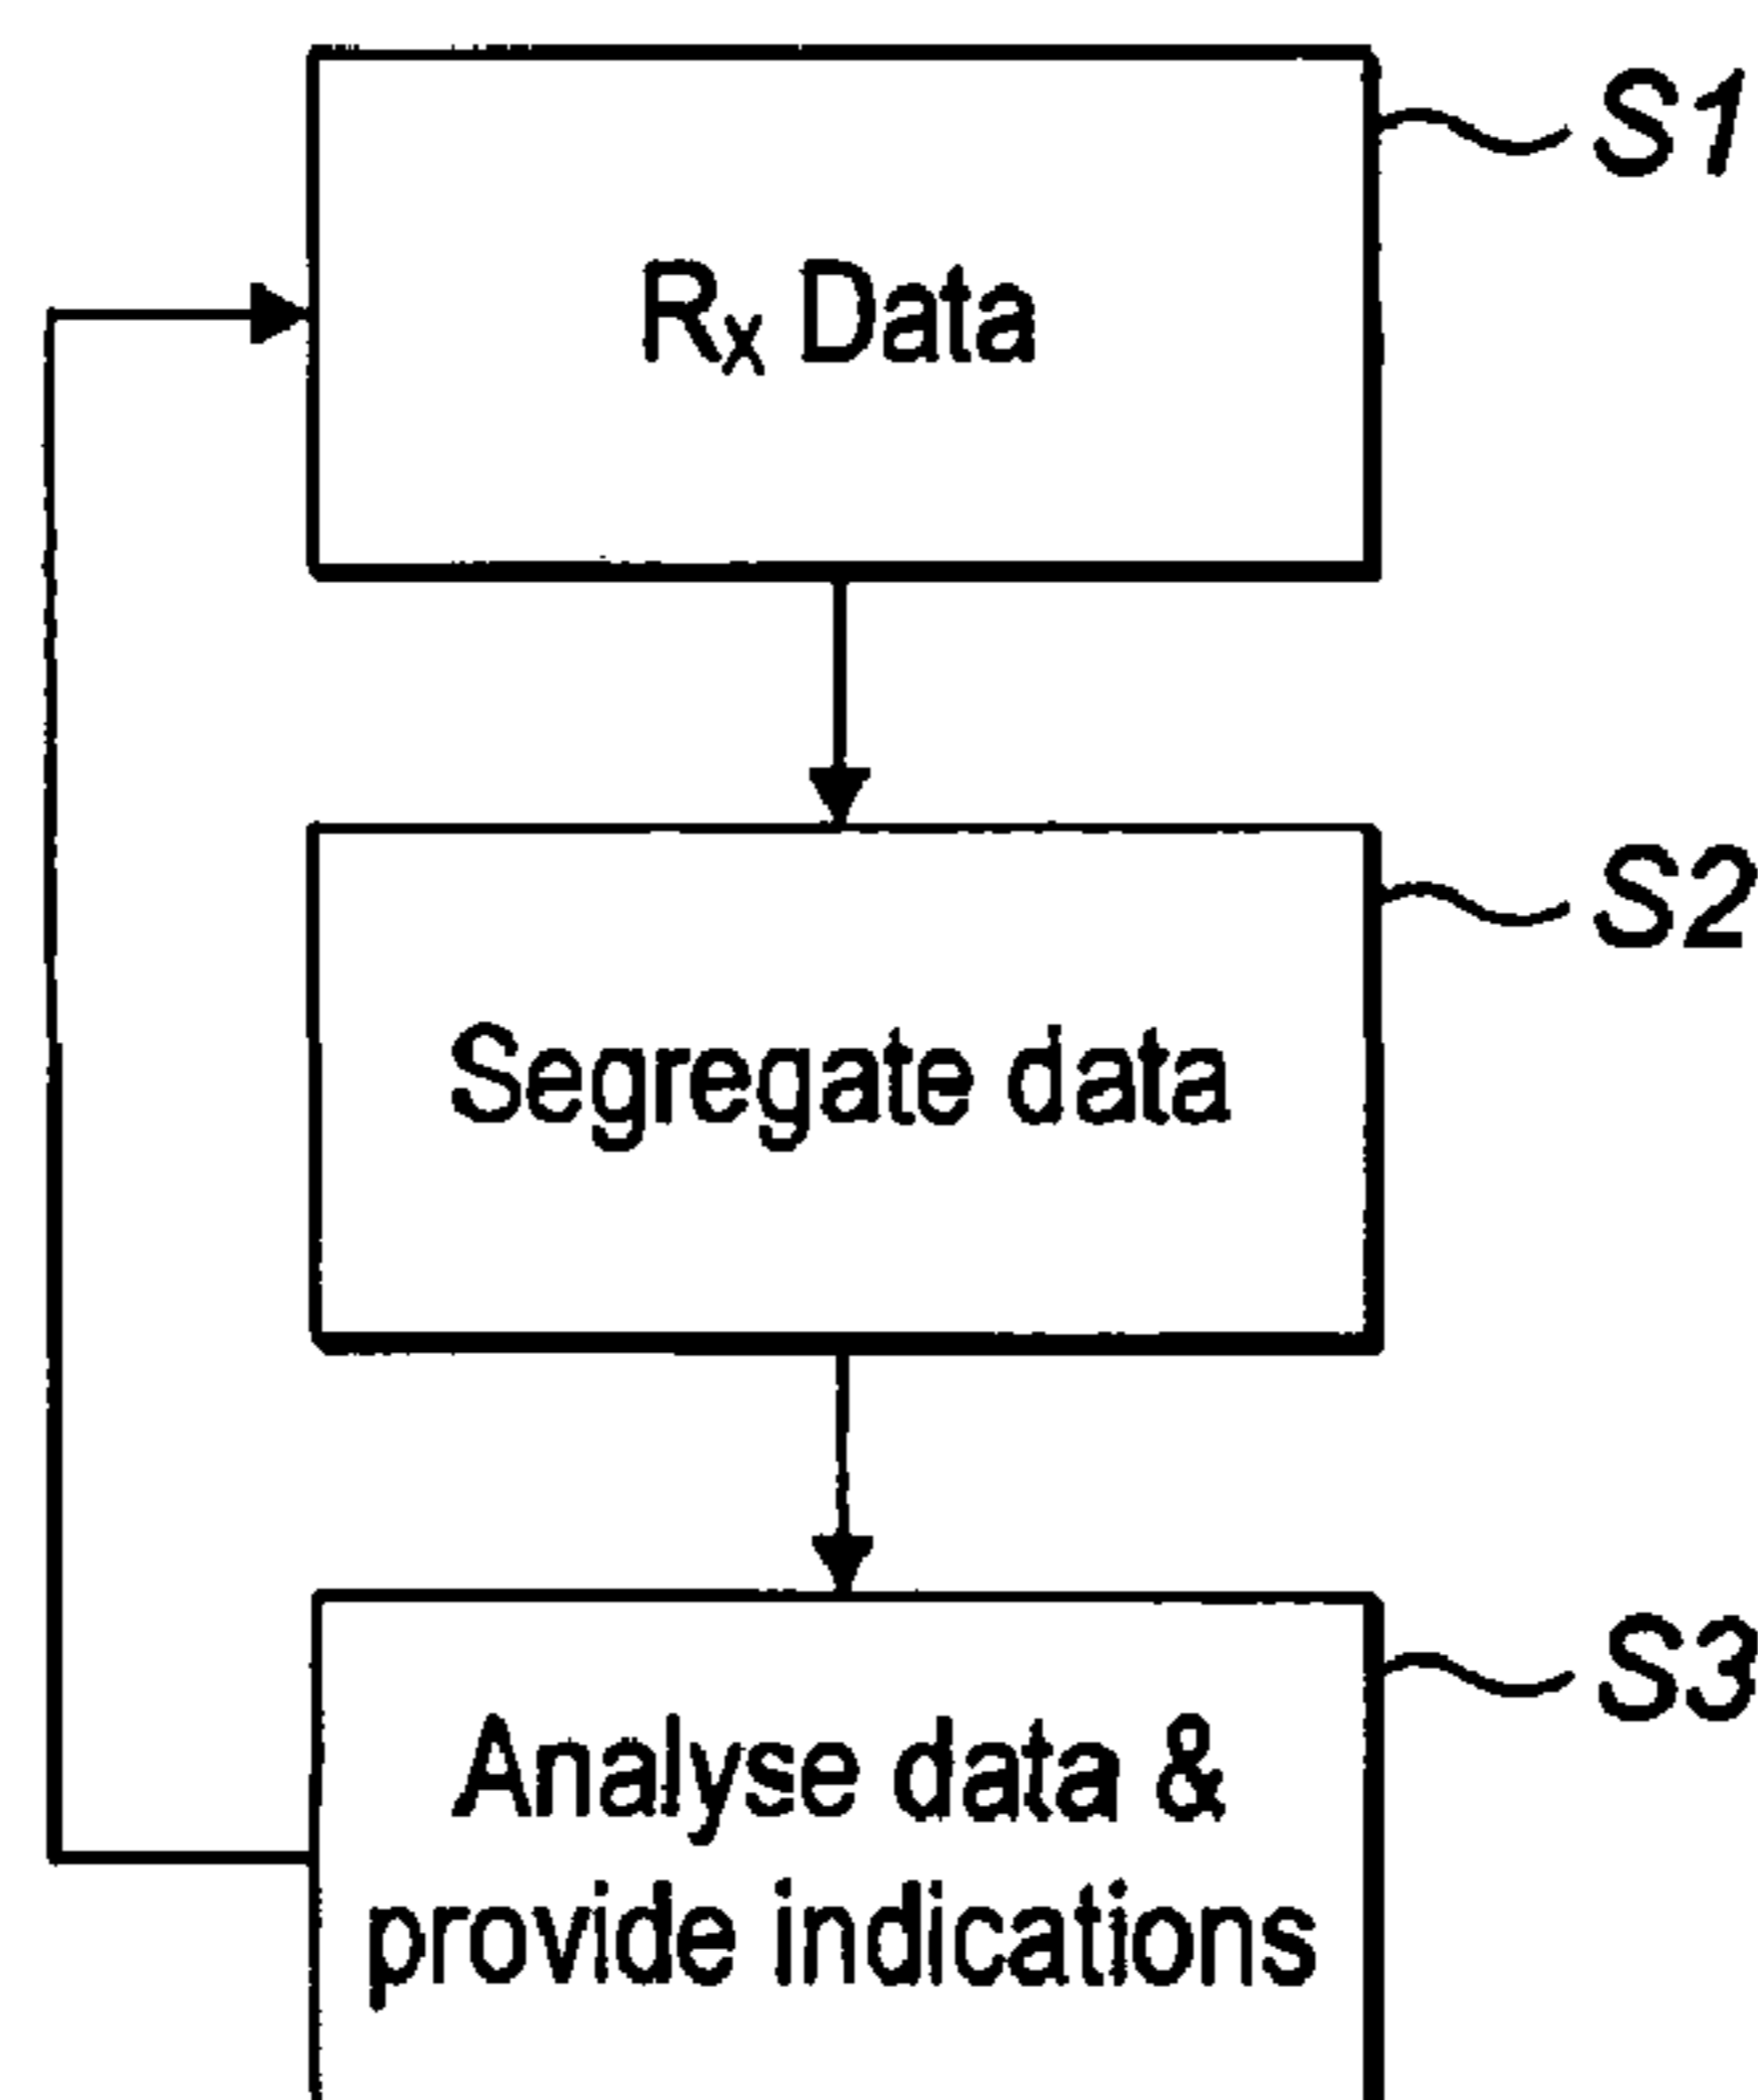 S1
Rx Data
S2
Segregate data
S3
Analyse data &
provide indications